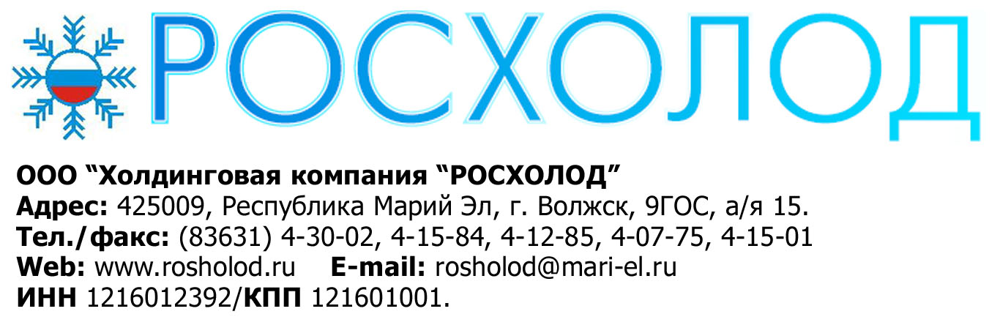 РОСХОЛОД
ООО “Холдинговая компания “РОСХОЛОД”
Адрес: 425009, Республика Марий Эл, г. Волжск, 9ГОС, а/я 15.
Тел./факс: (83631) 4-30-02, 4-15-84, 4-12-85, 4-07-75, 4-15-01
Web: www.rosholod.ru E-mail: rosholod@mari-el.ru
ИНН 1216012392/КПП 121601001.